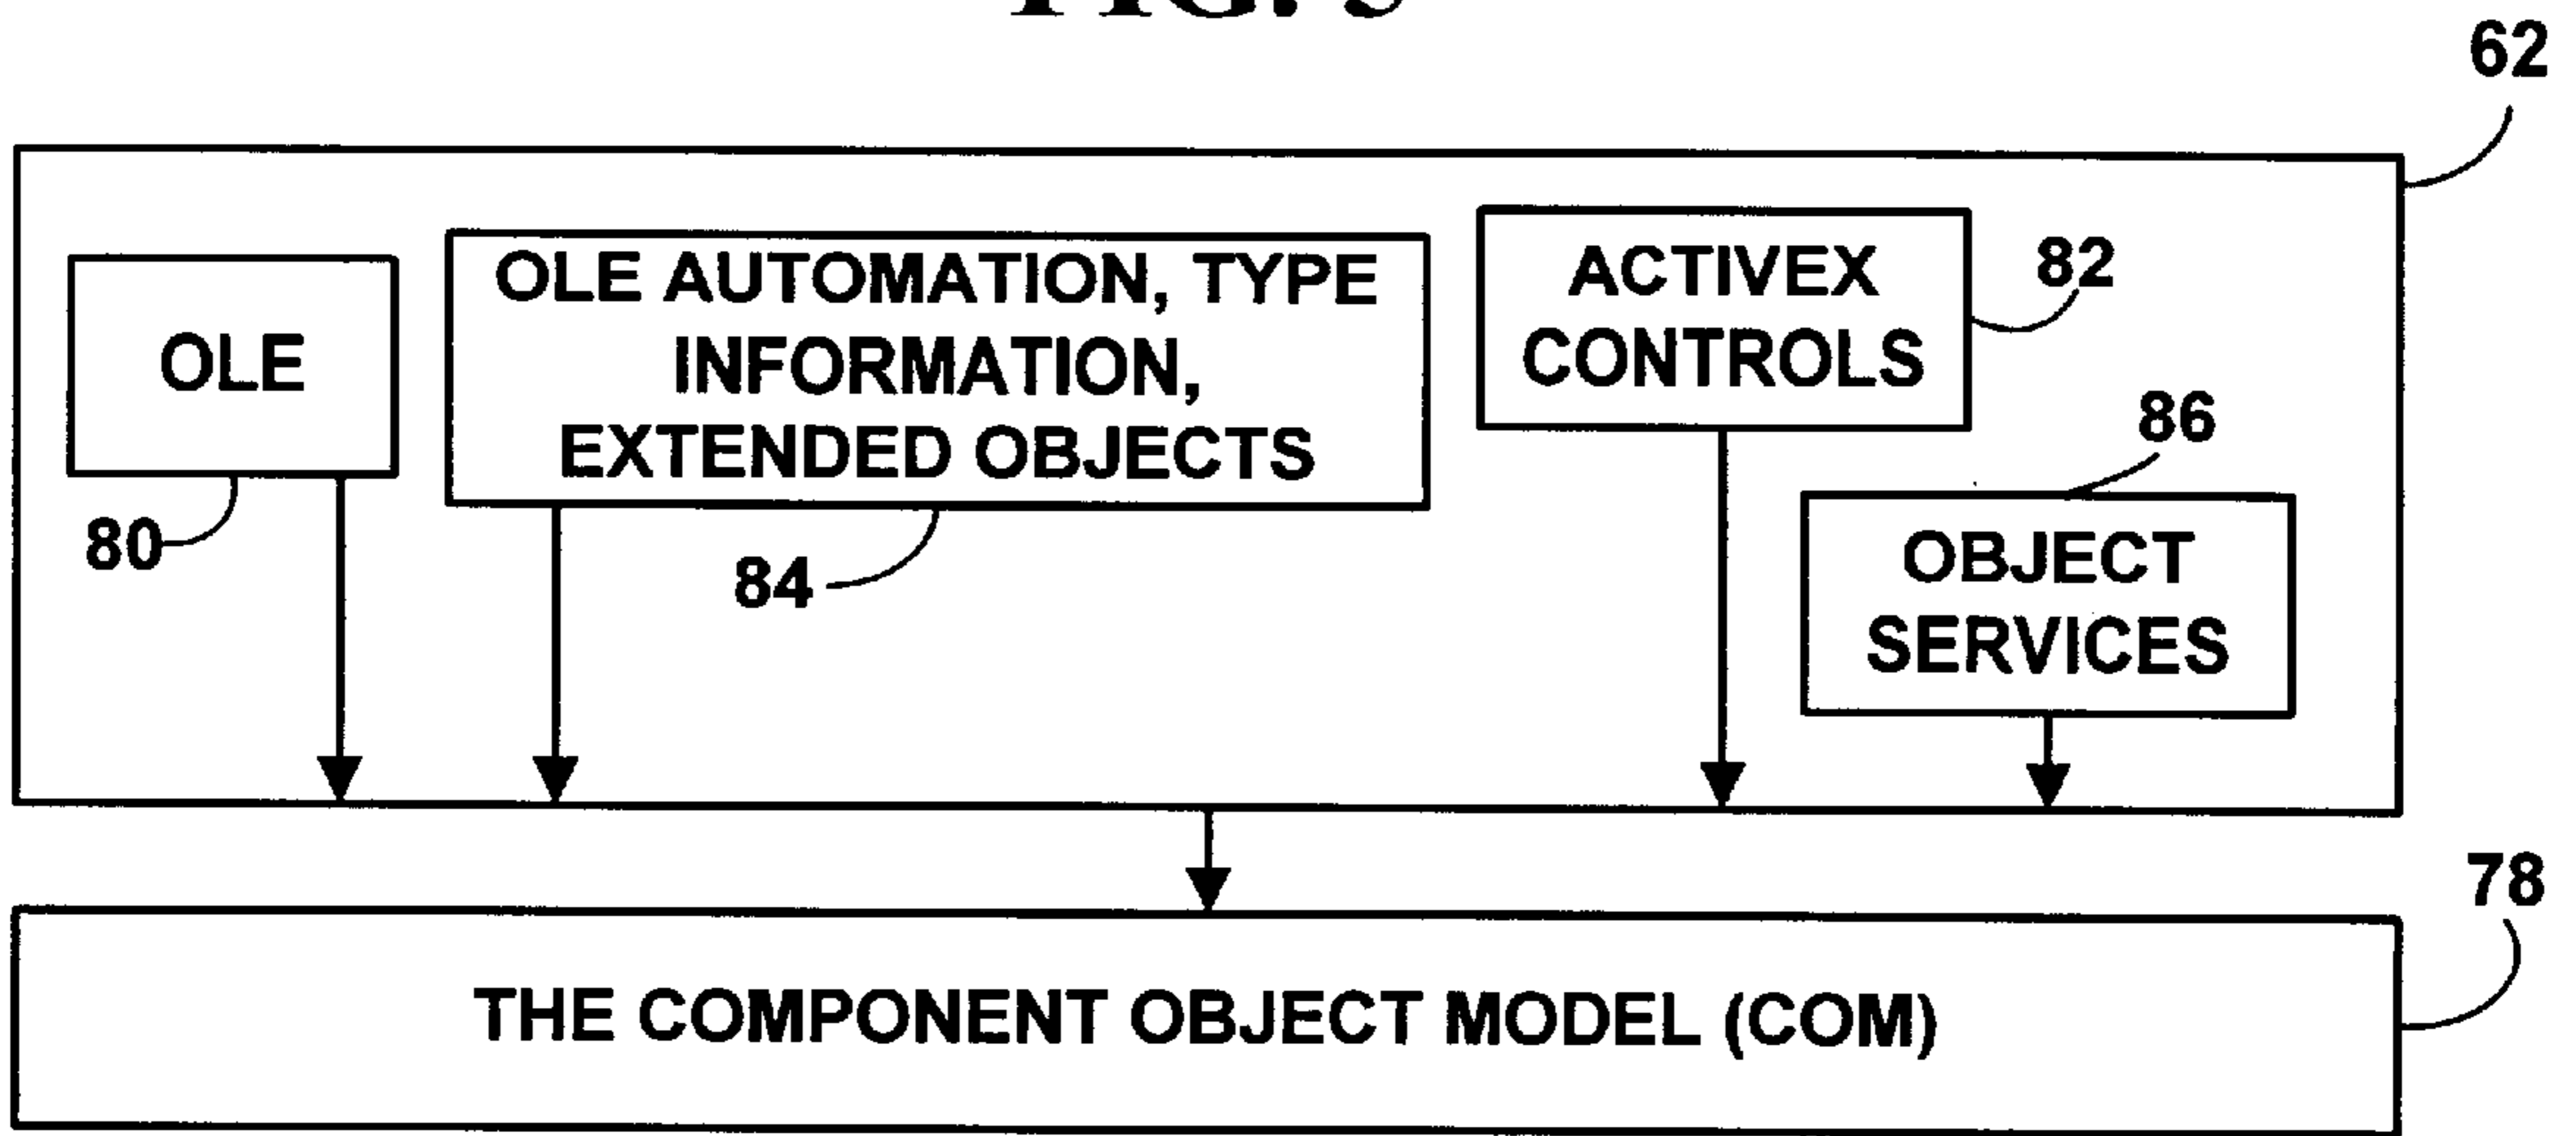 62
OLE
OLE AUTOMATION, TYPE
INFORMATION,
EXTENDED OBJECTS
ACTIVEX
CONTROLS
82
86
80
84
OBJECT
SERVICES
78
THE COMPONENT OBJECT MODEL (COM)